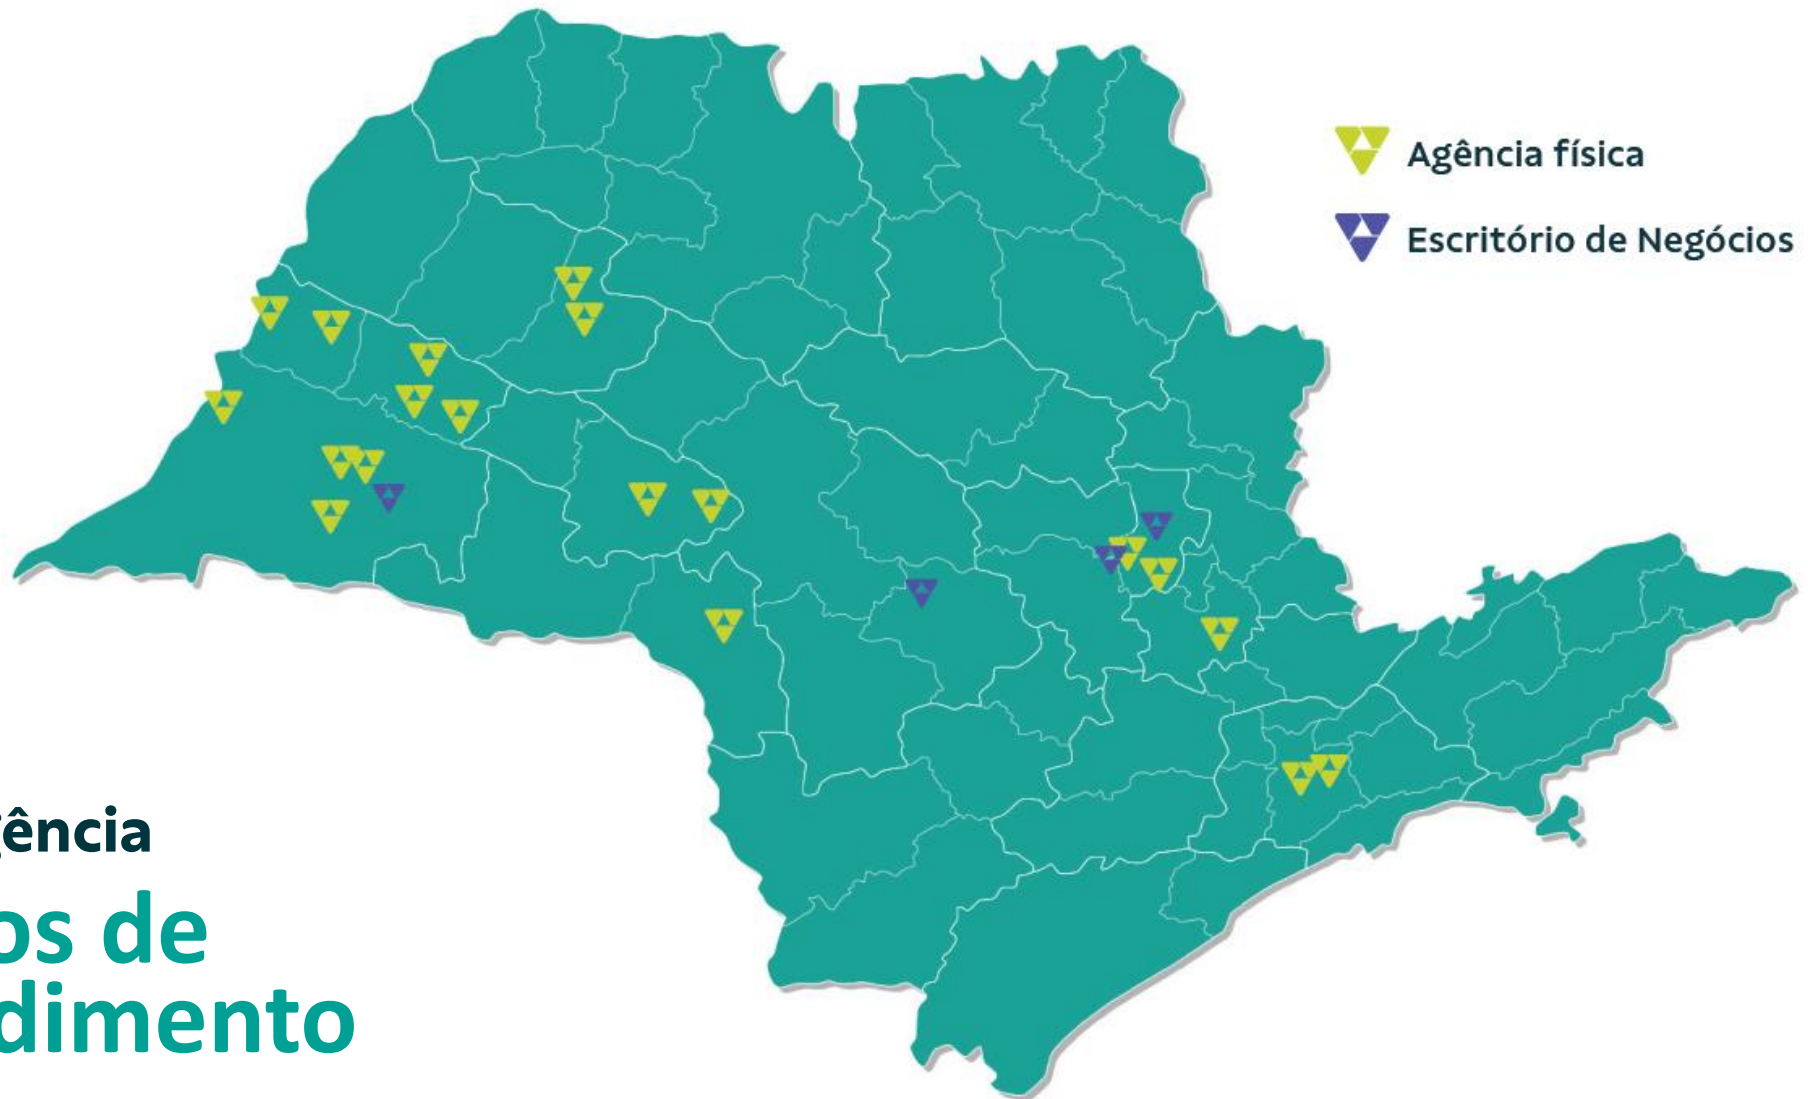 Agência física
Escritório de Negócios
gência
os de
dimento